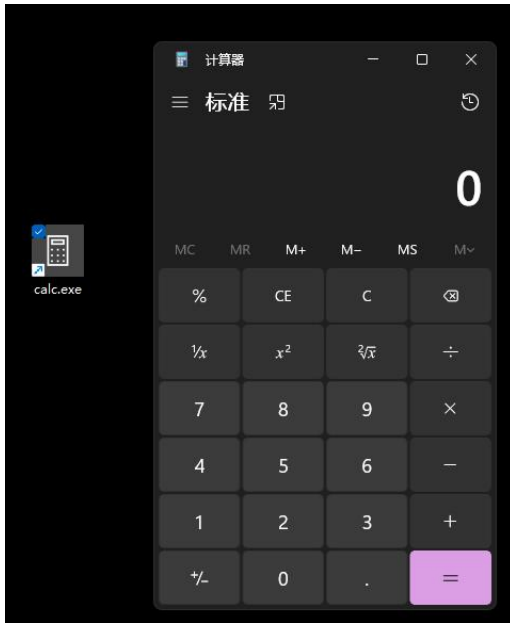 计算器
标准
0
MC MR M+ M− MS M˅
calc.exe
% CE C
¹/x x² ²√x ÷
7 8 9 ×
4 5 6 −
1 2 3 +
+/− 0 . =